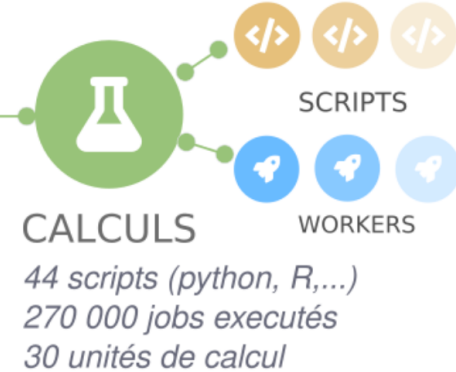 SCRIPTS
WORKERS
CALCULS
44 scripts (python, R,...)
270 000 jobs executés
30 unités de calcul